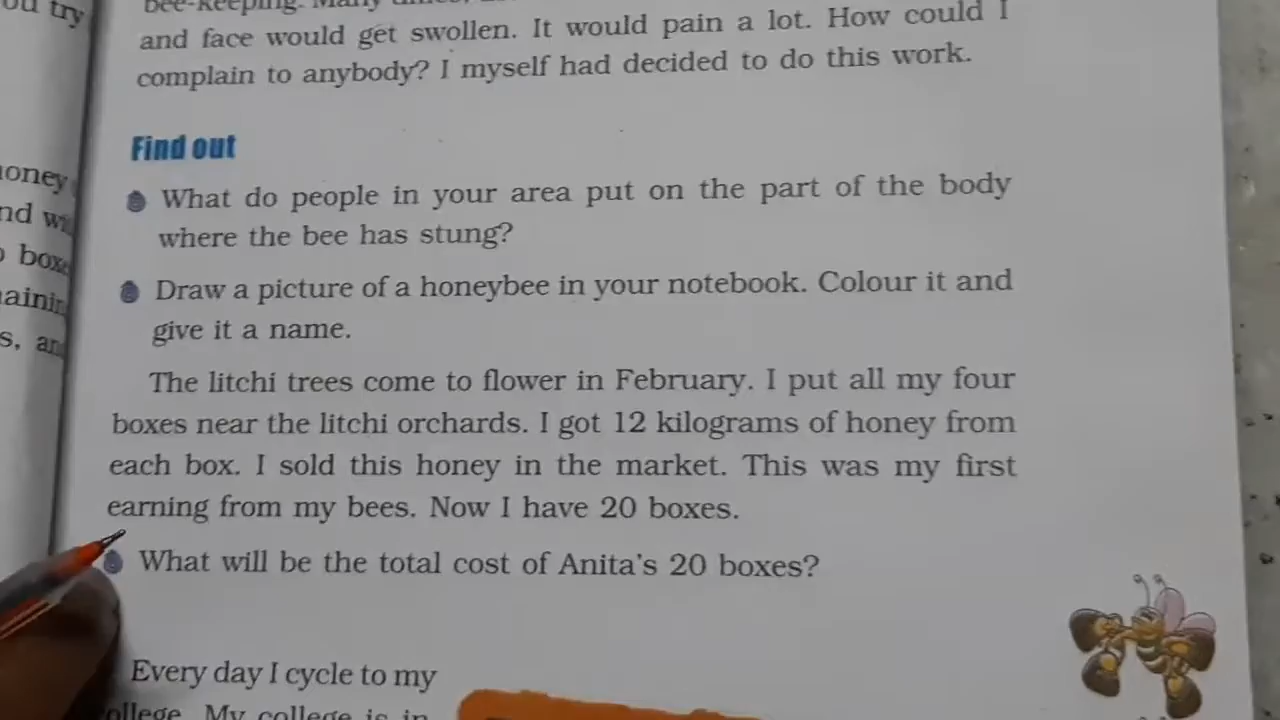 ou try
bee-keeping. Many times,
and face would get swollen. It would pain a lot. How could I
complain to anybody? I myself had decided to do this work.
Find out
What do people in your area put on the part of the body
where the bee has stung?
Draw a picture of a honeybee in your notebook. Colour it and
give it a name.
The litchi trees come to flower in February. I put all my four
boxes near the litchi orchards. I got 12 kilograms of honey from
each box. I sold this honey in the market. This was my first
earning from my bees. Now I have 20 boxes.
What will be the total cost of Anita's 20 boxes?
Every day I cycle to my
ollege. My college is in